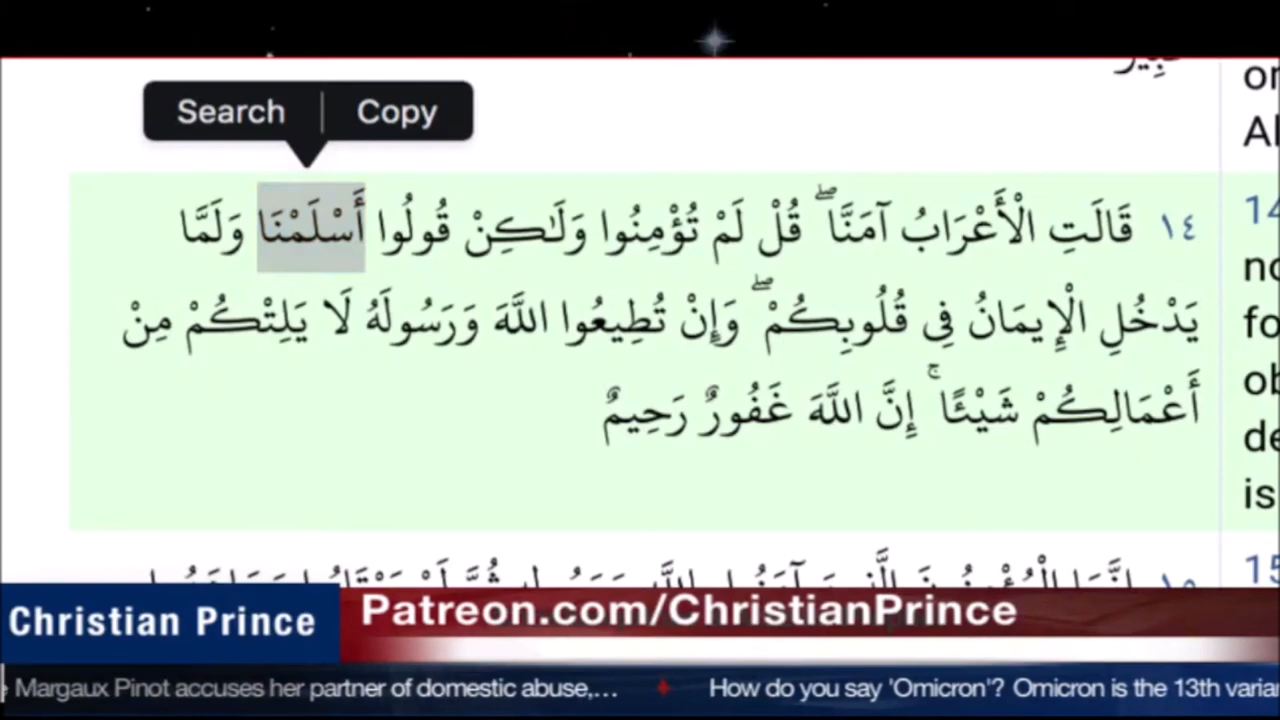 Search
Copy
١٤ قَالَتِ الْأَعْرَابُ آمَنَّا ۖ قُلْ لَمْ تُؤْمِنُوا وَلَٰكِنْ قُولُوا أَسْلَمْنَا وَلَمَّا
يَدْخُلِ الْإِيمَانُ فِي قُلُوبِكُمْ ۖ وَإِنْ تُطِيعُوا اللَّهَ وَرَسُولَهُ لَا يَلِتْكُمْ مِنْ
أَعْمَالِكُمْ شَيْئًا ۚ إِنَّ اللَّهَ غَفُورٌ رَحِيمٌ
14
is
15
Christian Prince
Patreon.com/ChristianPrince
Margaux Pinot accuses her partner of domestic abuse,… How do you say 'Omicron'? Omicron is the 13th